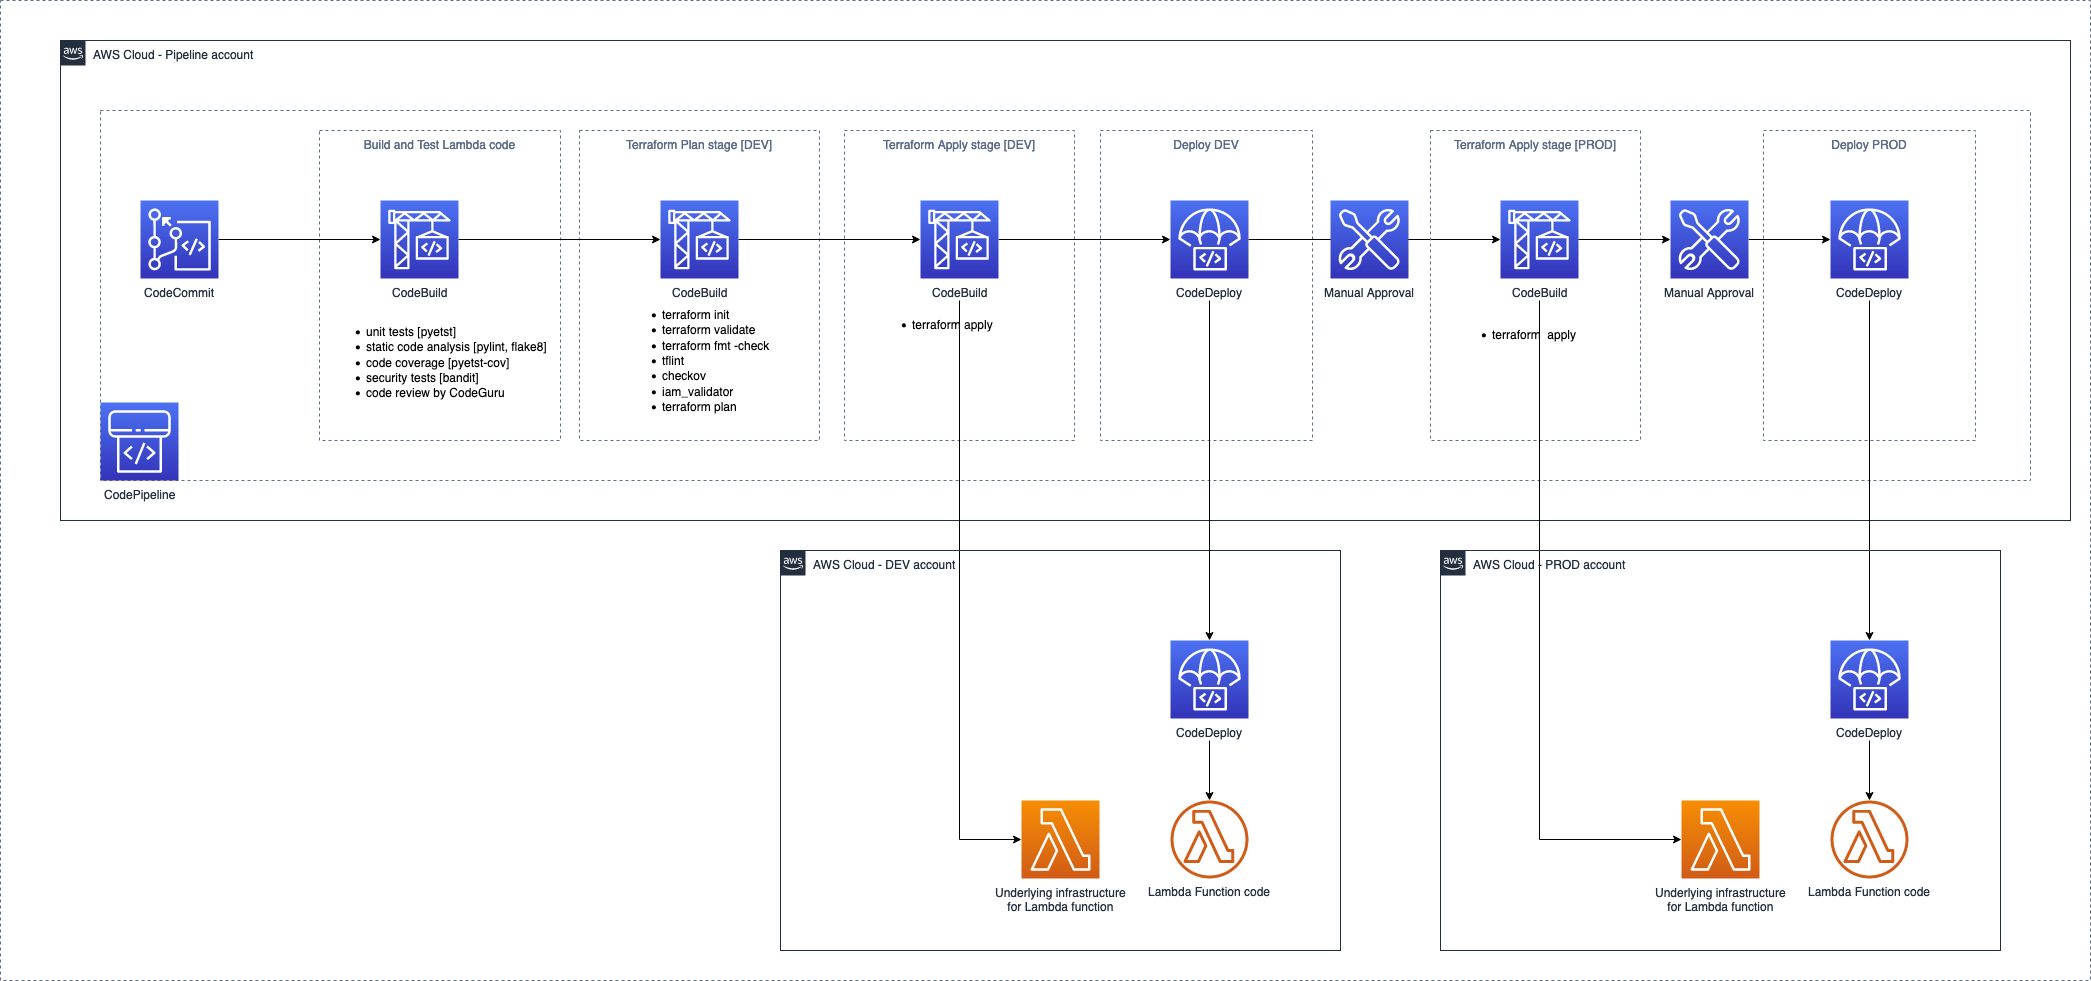 aws
AWS Cloud - Pipeline account
Build and Test Lambda code
Terraform Plan stage [DEV]
Terraform Apply stage [DEV]
Deploy DEV
Terraform Apply stage [PROD]
Deploy PROD
CodeCommit
CodeBuild
CodeBuild
CodeBuild
CodeDeploy
Manual Approval
CodeBuild
Manual Approval
CodeDeploy
• unit tests [pyetst]
• static code analysis [pylint, flake8]
• code coverage [pyetst-cov]
• security tests [bandit]
• code review by CodeGuru
• terraform init
• terraform validate
• terraform fmt -check
• tflint
• checkov
• iam_validator
• terraform plan
• terraform apply
• terraform apply
CodePipeline
aws
AWS Cloud - DEV account
CodeDeploy
Underlying infrastructure
for Lambda function
Lambda Function code
aws
AWS Cloud - PROD account
CodeDeploy
Underlying infrastructure
for Lambda function
Lambda Function code